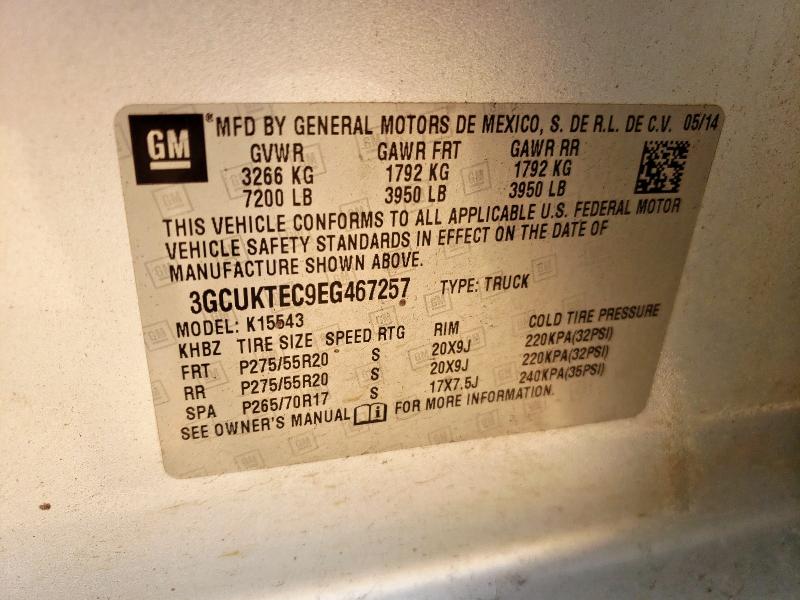 GM ® MFD BY GENERAL MOTORS DE MEXICO, S. DE R.L. DE C.V. 05/14
GVWR GAWR FRT GAWR RR
3266 KG 1792 KG 1792 KG
7200 LB 3950 LB 3950 LB
THIS VEHICLE CONFORMS TO ALL APPLICABLE U.S. FEDERAL MOTOR
VEHICLE SAFETY STANDARDS IN EFFECT ON THE DATE OF
MANUFACTURE SHOWN ABOVE.
3GCUKTEC9EG467257 TYPE: TRUCK
MODEL: K15543
KHBZ TIRE SIZE SPEED RTG RIM COLD TIRE PRESSURE
FRT P275/55R20 S 20X9J 220KPA(32PSI)
RR P275/55R20 S 20X9J 220KPA(32PSI)
SPA P265/70R17 S 17X7.5J 240KPA(35PSI)
SEE OWNER'S MANUAL FOR MORE INFORMATION.